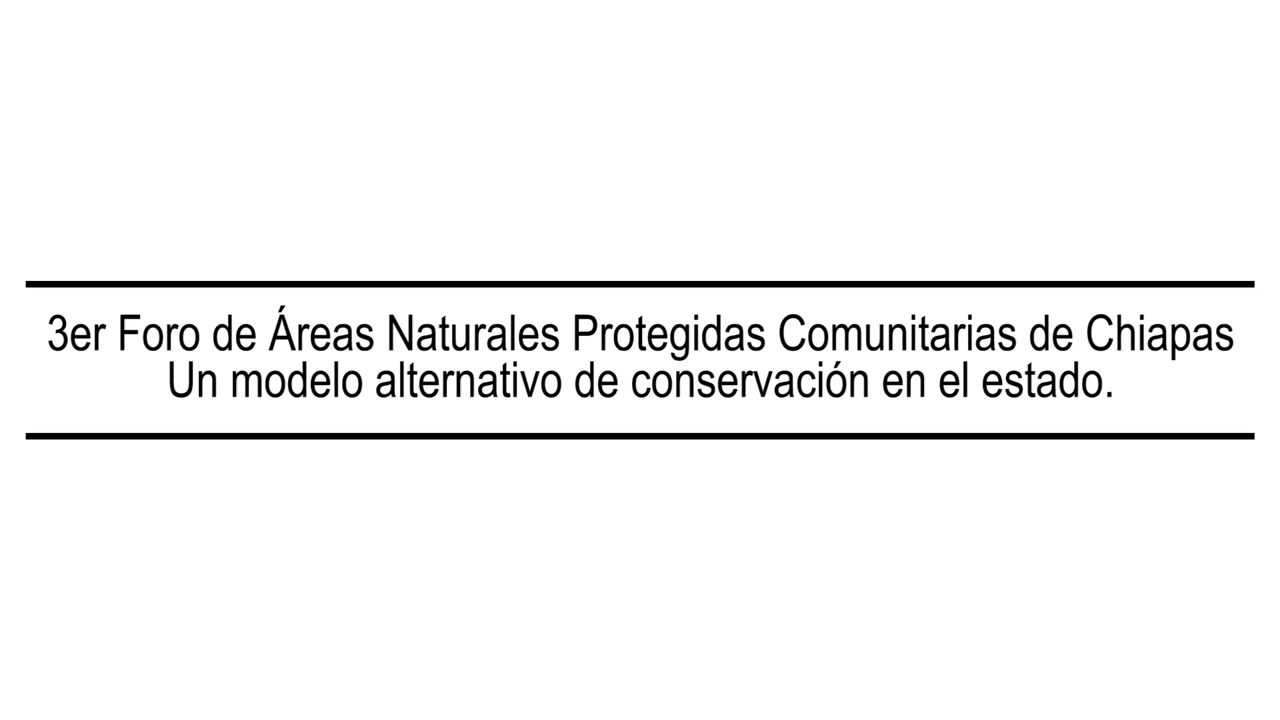 3er Foro de Áreas Naturales Protegidas Comunitarias de Chiapas
Un modelo alternativo de conservación en el estado.